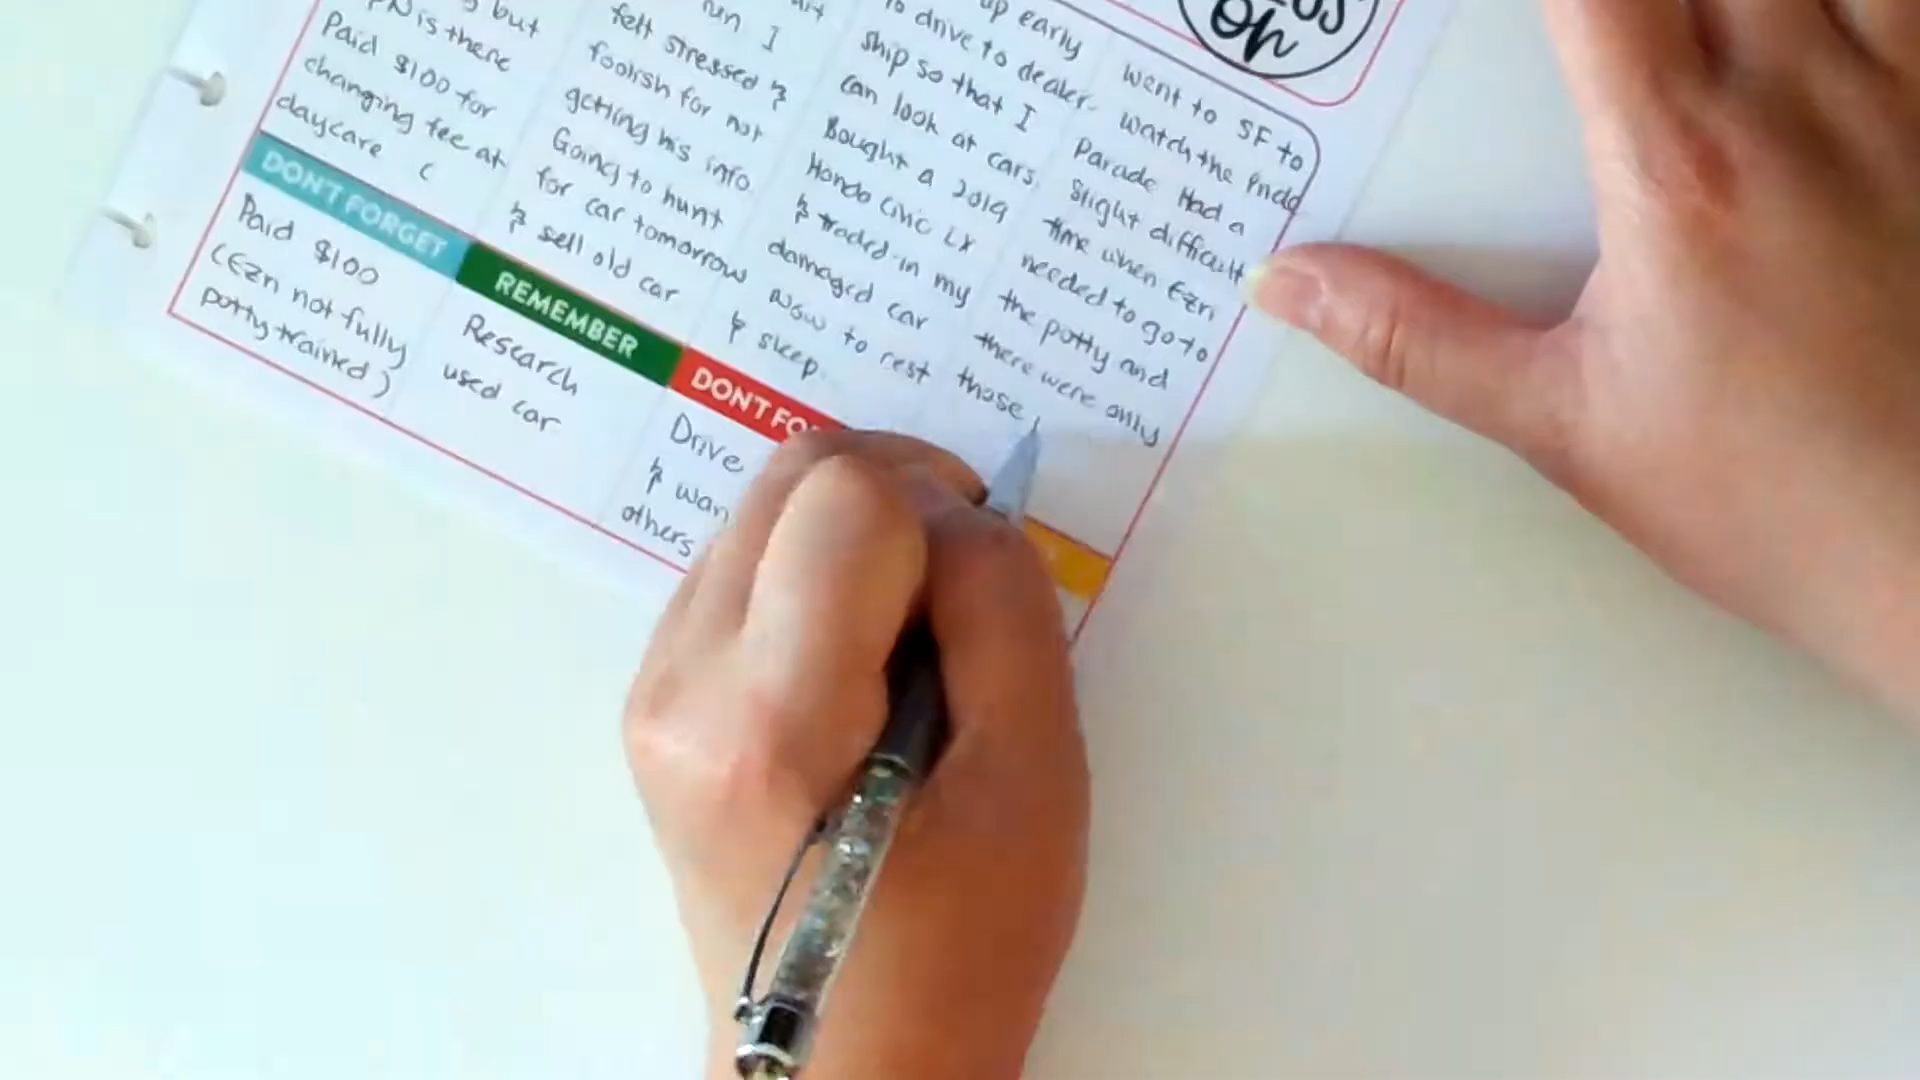 but
is there
Paid $100 for
changing fee at
daycare (
DON'T FORGET
Paid $100
(Ezri not fully
potty trained)
run I
felt stressed &
foolish for not
getting his info.
Going to hunt
for car tomorrow
& sell old car
REMEMBER
Research
used car
up early
to drive to dealer-
ship so that I
can look at cars.
Bought a 2019
Honda Civic LX
& traded-in my
damaged car
Now to rest
& sleep.
DON'T FO
Drive
& wan
others
went to SF to
watch the Pride
Parade Had a
slight difficult
time when Ezri
needed to go to
the potty and
there were only
those
Oh